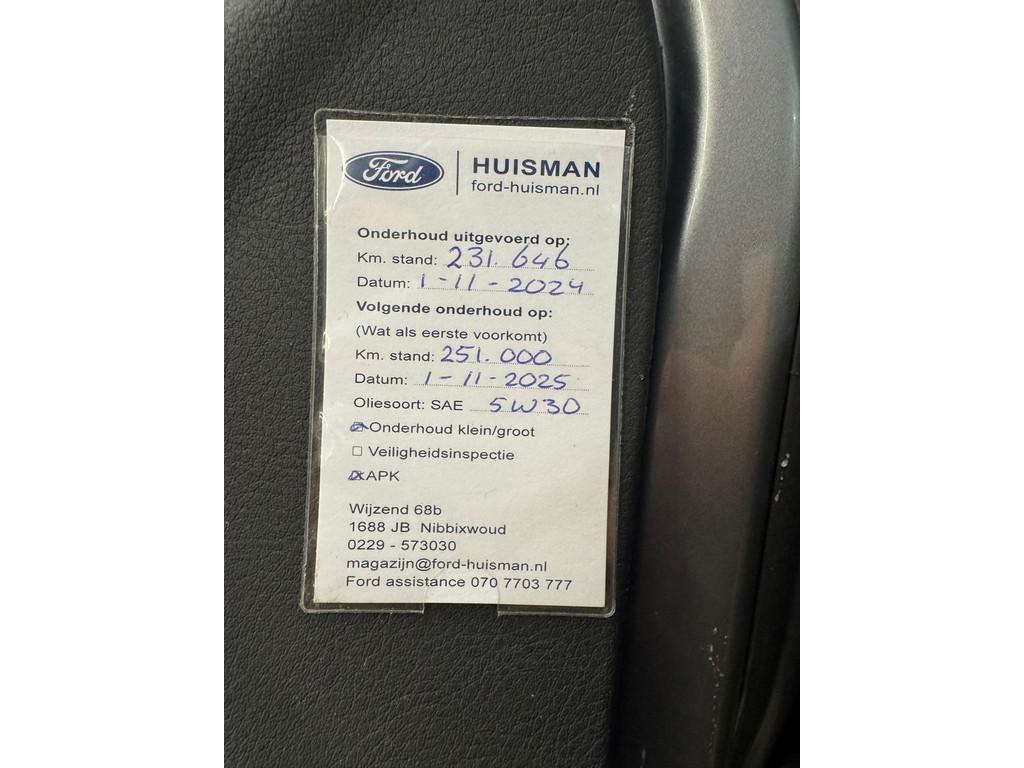 Ford HUISMAN
ford-huisman.nl
Onderhoud uitgevoerd op:
Km. stand: 231.646
Datum: 1-11-2024
Volgende onderhoud op:
(Wat als eerste voorkomt)
Km. stand: 251.000
Datum: 1-11-2025
Oliesoort: SAE 5W30
Onderhoud klein/groot
Veiligheidsinspectie
APK
Wijzend 68b
1688 JB Nibbixwoud
0229 - 573030
magazijn@ford-huisman.nl
Ford assistance 070 7703 777